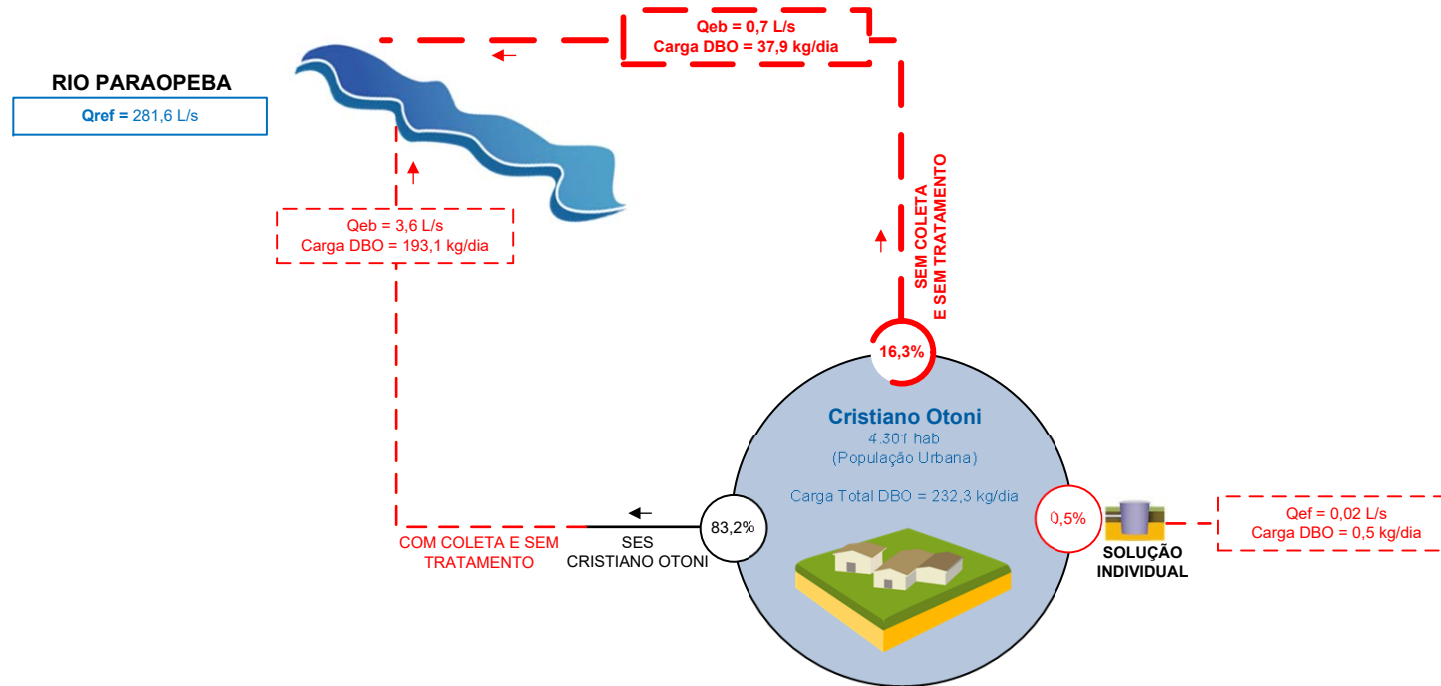 Qeb = 0,7 L/s
Carga DBO = 37,9 kg/dia
RIO PARAOPEBA
Qref = 281,6 L/s
Qeb = 3,6 L/s
Carga DBO = 193,1 kg/dia
SEM COLETA
E SEM TRATAMENTO
16,3%
Cristiano Otoni
4.301 hab
(População Urbana)
Carga Total DBO = 232,3 kg/dia
83,2%
SES
CRISTIANO OTONI
COM COLETA E SEM
TRATAMENTO
0,5%
SOLUÇÃO
INDIVIDUAL
Qef = 0,02 L/s
Carga DBO = 0,5 kg/dia